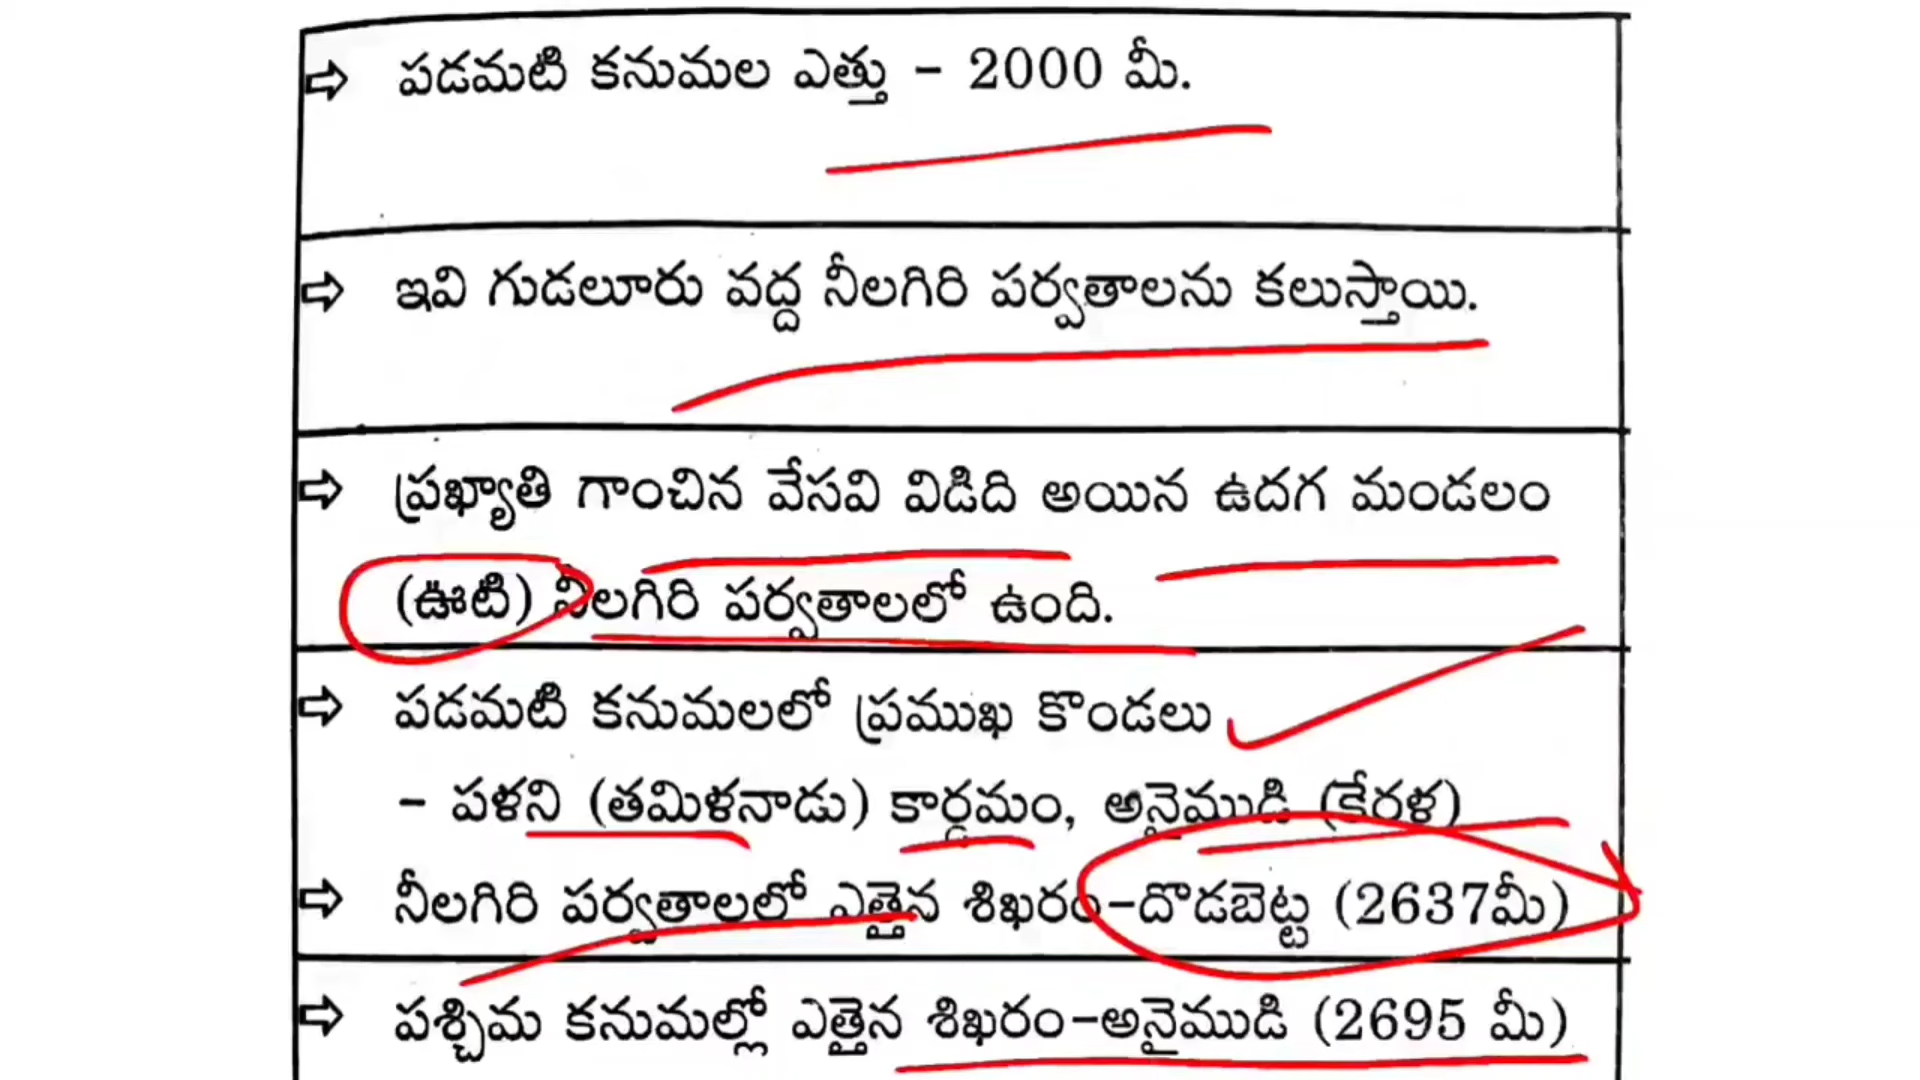 ⇨ పడమటి కనుమల ఎత్తు - 2000 మీ.
⇨ ఇవి గుడలూరు వద్ద నీలగిరి పర్వతాలను కలుస్తాయి.
⇨ ప్రఖ్యాతి గాంచిన వేసవి విడిది అయిన ఉదగ మండలం
(ఊటి) నీలగిరి పర్వతాలలో ఉంది.
⇨ పడమటి కనుమలలో ప్రముఖ కొండలు
- పళని (తమిళనాడు) కార్డమం, అనైముడి (కేరళ)
⇨ నీలగిరి పర్వతాలలో ఎత్తైన శిఖరం-దొడబెట్ట (2637మీ)
⇨ పశ్చిమ కనుమల్లో ఎత్తైన శిఖరం-అనైముడి (2695 మీ)